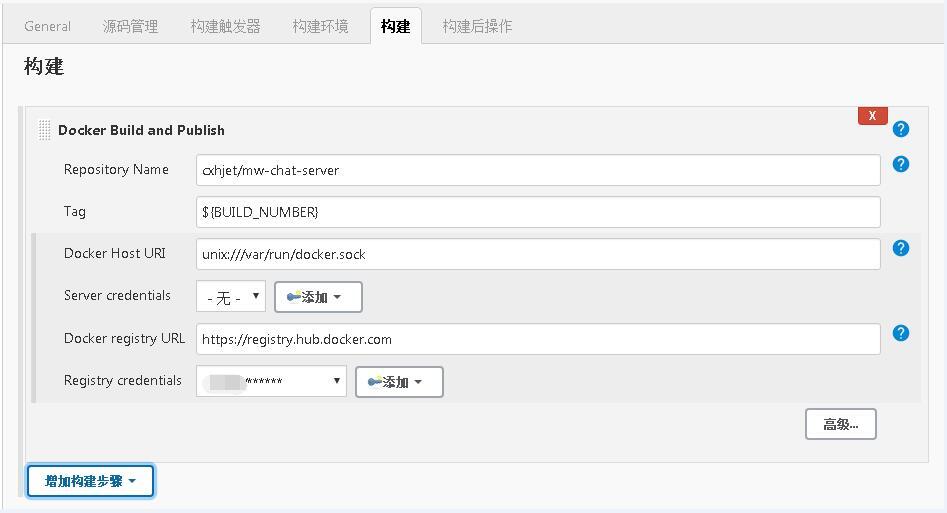 General 源码管理 构建触发器 构建环境 构建 构建后操作
构建
X
Docker Build and Publish
Repository Name cxhjet/mw-chat-server
Tag ${BUILD_NUMBER}
Docker Host URI unix:///var/run/docker.sock
Server credentials - 无 - 添加
Docker registry URL https://registry.hub.docker.com
Registry credentials /****** 添加
高级...
增加构建步骤